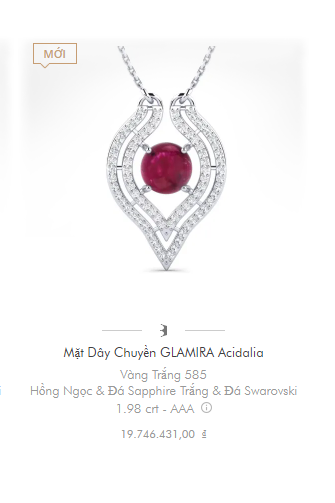 MỚI
Mặt Dây Chuyền GLAMIRA Acidalia
Vàng Trắng 585
Hồng Ngọc & Đá Sapphire Trắng & Đá Swarovski
1.98 crt - AAA
19.746.431,00 ₫